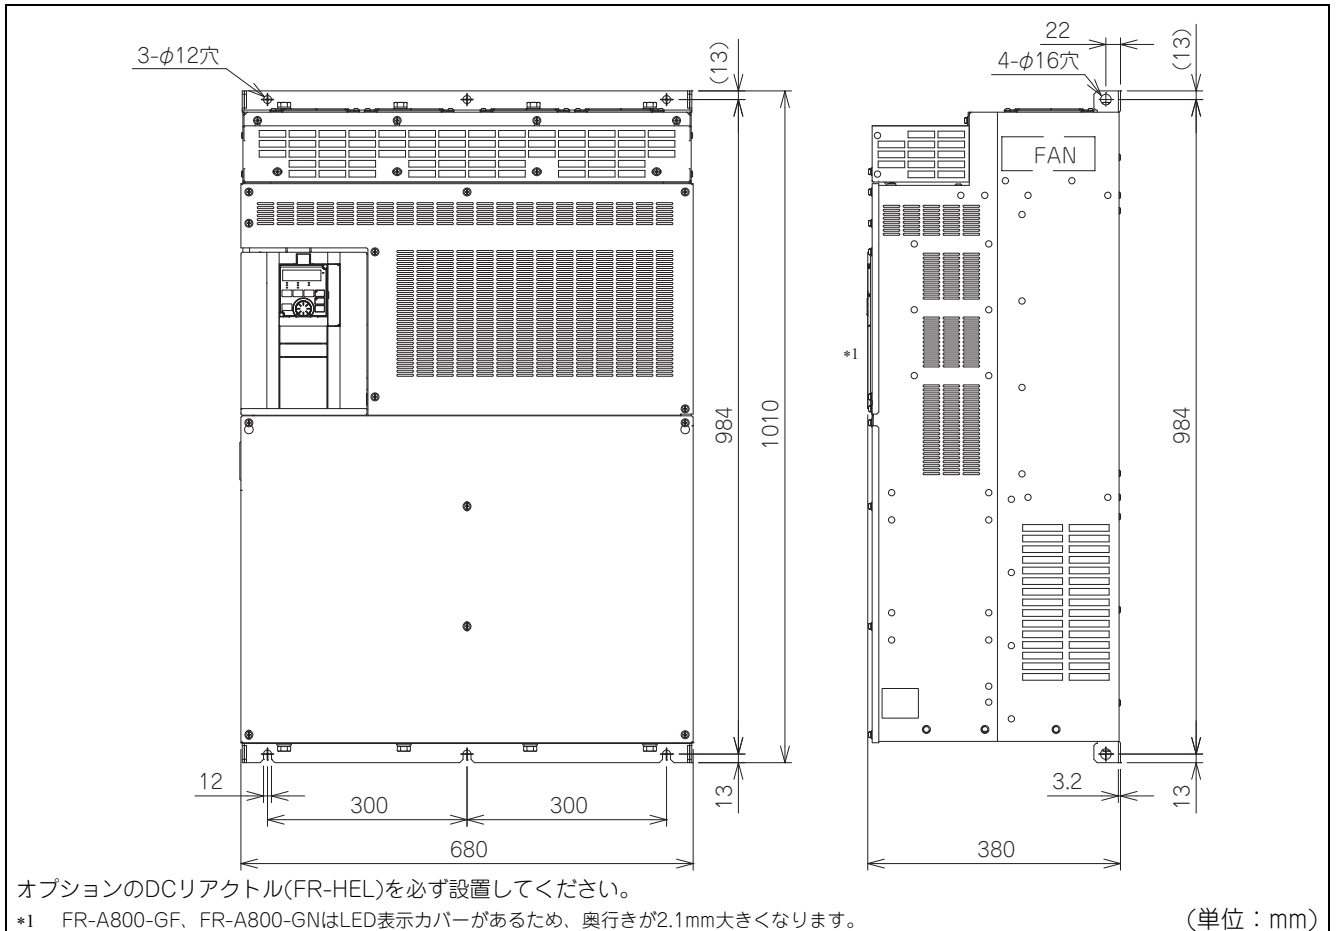 3-φ12穴
(13)
984
1010
12
300
300
13
680
22
(13)
4-φ16穴
FAN
*1
984
3.2
13
380
オプションのDCリアクトル(FR-HEL)を必ず設置してください。
*1 FR-A800-GF、FR-A800-GNはLED表示カバーがあるため、奥行きが2.1mm大きくなります。
(単位：mm)